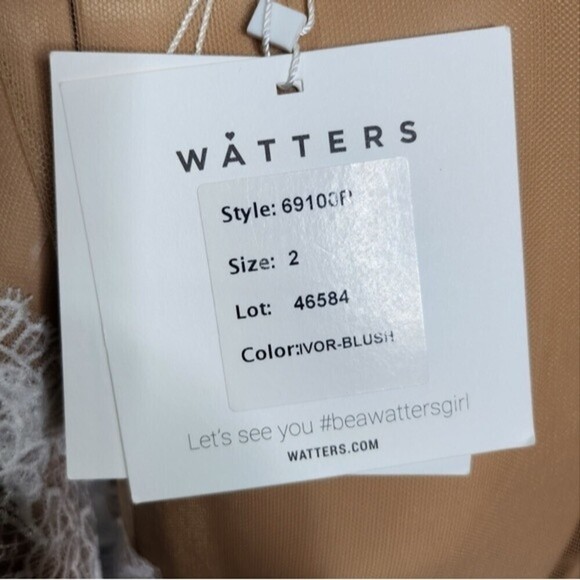 WATTERS
Style:
Size: 2
Lot: 46584
Color:IVOR-BLUSH
Let's see you #beawattersgirl
WATTERS.COM